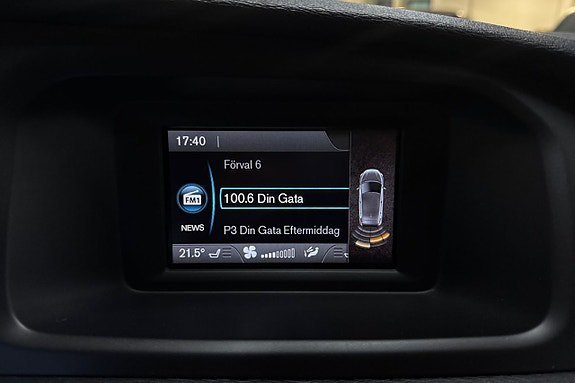 17:40
Förval 6
100.6 Din Gata
FM1
NEWS
P3 Din Gata Eftermiddag
21.5°